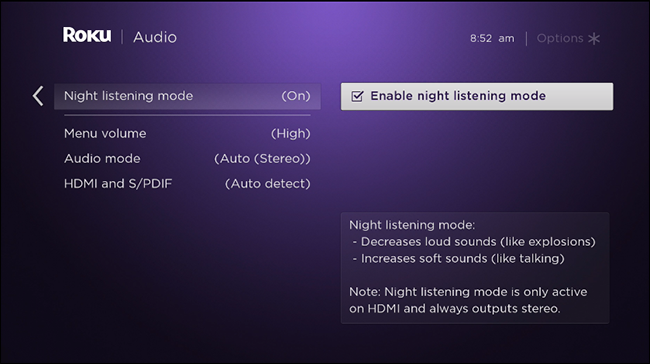 Roku | Audio 8:52 am | Options
Night listening mode (On) Enable night listening mode
Menu volume (High)
Audio mode (Auto (Stereo))
HDMI and S/PDIF (Auto detect)
Night listening mode:
- Decreases loud sounds (like explosions)
- Increases soft sounds (like talking)
Note: Night listening mode is only active
on HDMI and always outputs stereo.